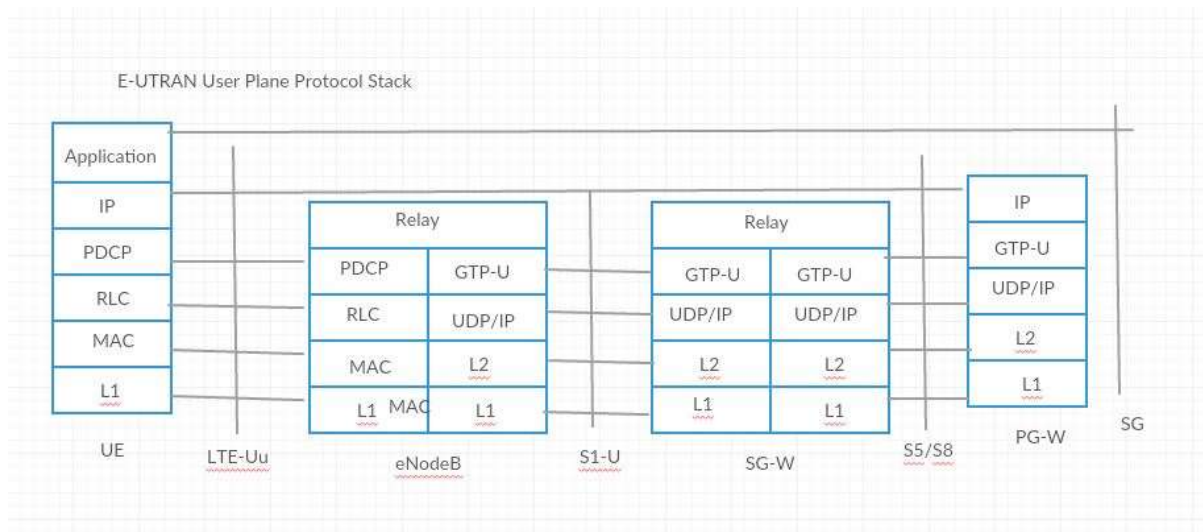 E-UTRAN User Plane Protocol Stack
Application
IP
PDCP
RLC
MAC
L1
UE
LTE-Uu
Relay
PDCP GTP-U
RLC UDP/IP
MAC L2
L1 MAC L1
eNodeB
S1-U
Relay
GTP-U GTP-U
UDP/IP UDP/IP
L2 L2
L1 L1
SG-W
S5/S8
IP
GTP-U
UDP/IP
L2
L1
PG-W
SG